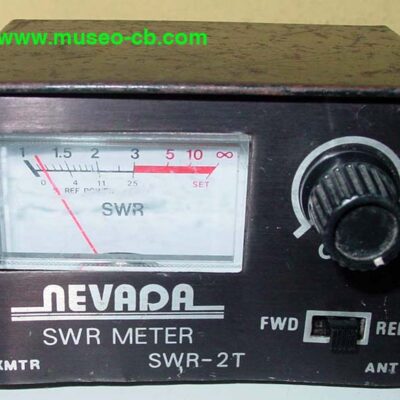 www.museo-cb.com
1 1.5 2 3 5 10 ∞
0 4 11 25 SET
REF. POWER
SWR
NEVADA
SWR METER
FWD REF
SWR-2T
XMTR ANT